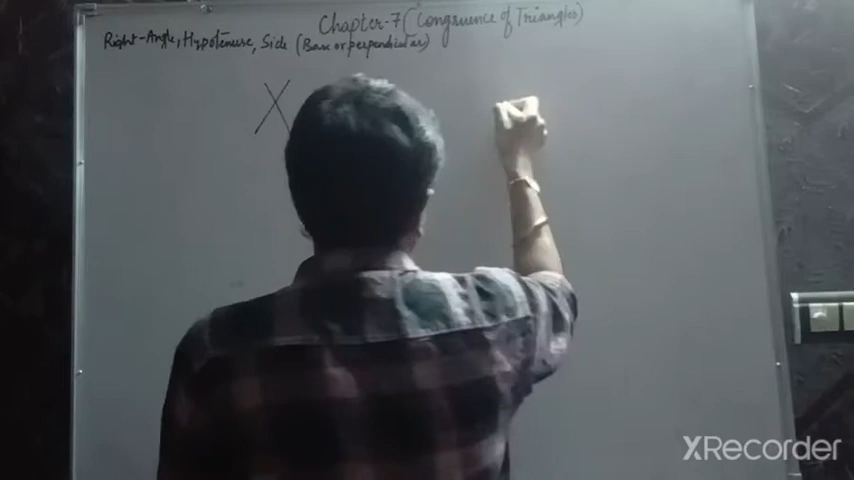 Chapter-7 ("Congruence of Triangles)
Right-Angle, Hypotenuse, Side (Base or perpendicular)
X
XRecorder